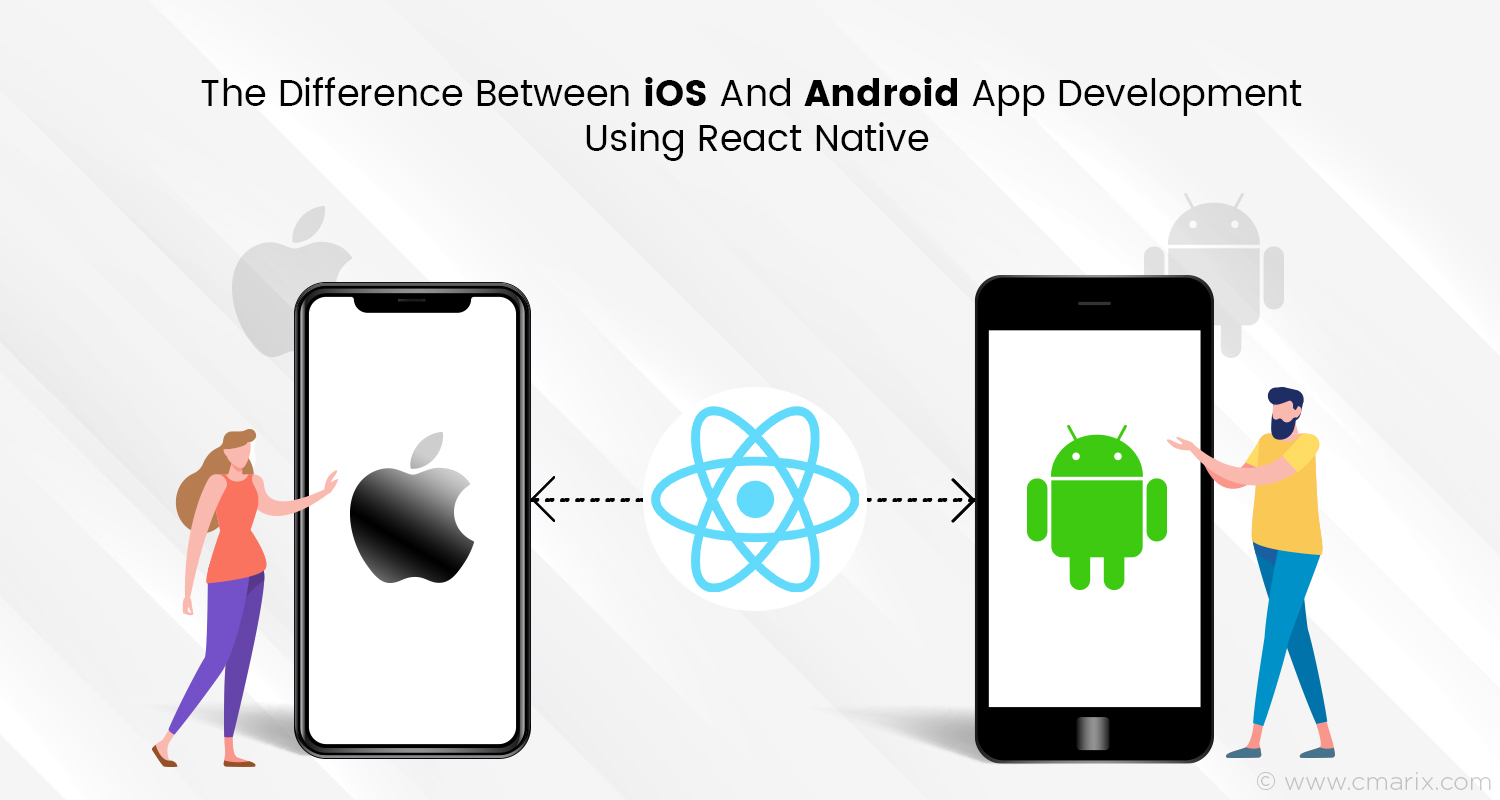 The Difference Between iOS And Android App Development
Using React Native
© www.cmarix.com